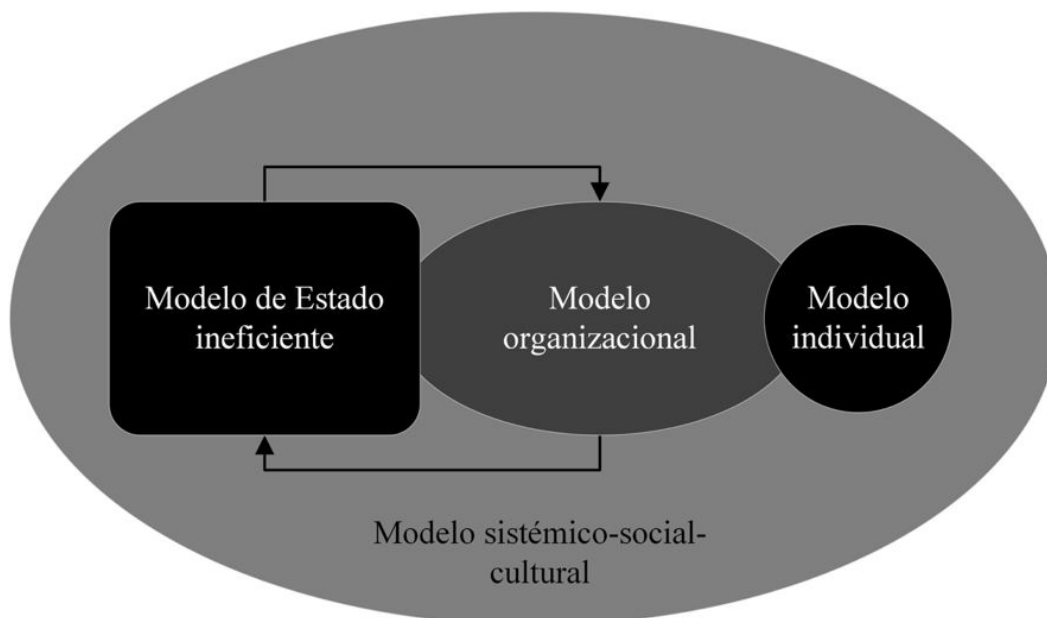 Modelo de Estado
ineficiente
Modelo
organizacional
Modelo
individual
Modelo sistémico-social-
cultural